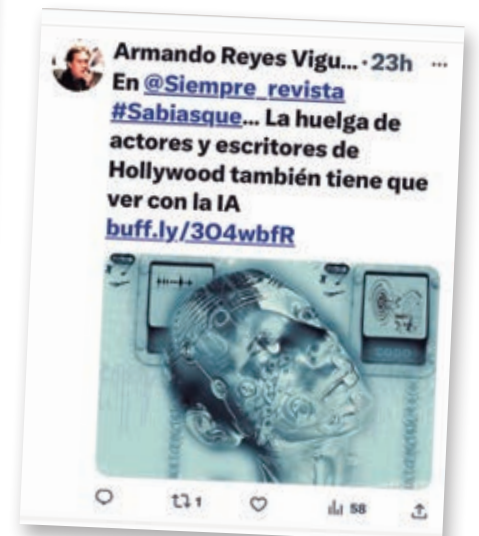 Armando Reyes Vigu... · 23h ...
En @Siempre_revista
#Sabiasque... La huelga de
actores y escritores de
Hollywood también tiene que
ver con la IA
buff.ly/3O4wbfR
1 58